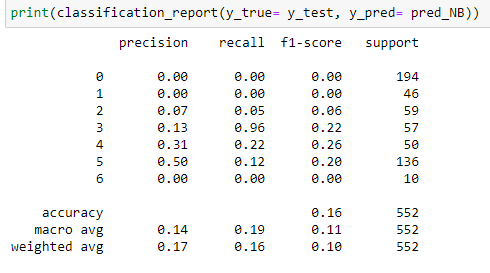 print(classification_report(y_true= y_test, y_pred= pred_NB))
precision recall f1-score support
0 0.00 0.00 0.00 194
1 0.00 0.00 0.00 46
2 0.07 0.05 0.06 59
3 0.13 0.96 0.22 57
4 0.31 0.22 0.26 50
5 0.50 0.12 0.20 136
6 0.00 0.00 0.00 10
accuracy 0.16 552
macro avg 0.14 0.19 0.11 552
weighted avg 0.17 0.16 0.10 552